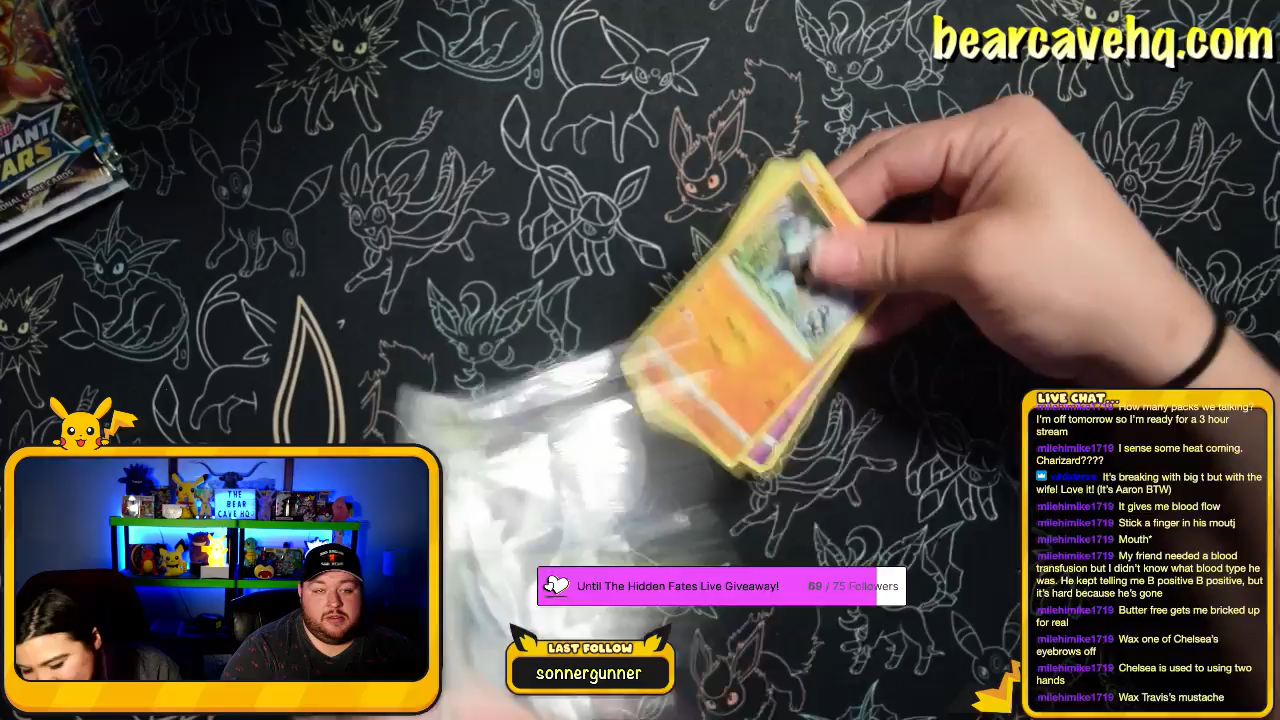 bearcavehq.com
LIANT
STARS
THE
BEAR
CAVE HQ
Until The Hidden Fates Live Giveaway! 69 / 75 Followers
LAST FOLLOW
sonnergunner
LIVE CHAT...
milehimike1719 How many packs we talking?
I'm off tomorrow so I'm ready for a 3 hour
stream
milehimike1719 I sense some heat coming.
Charizard????
It's breaking with big t but with the
wife! Love it! (It's Aaron BTW)
milehimike1719 It gives me blood flow
milehimike1719 Stick a finger in his moutj
milehimike1719 Mouth*
milehimike1719 My friend needed a blood
transfusion but I didn't know what blood type he
was. He kept telling me B positive B positive, but
it's hard because he's gone
milehimike1719 Butter free gets me bricked up
for real
milehimike1719 Wax one of Chelsea's
eyebrows off
milehimike1719 Chelsea is used to using two
hands
milehimike1719 Wax Travis's mustache